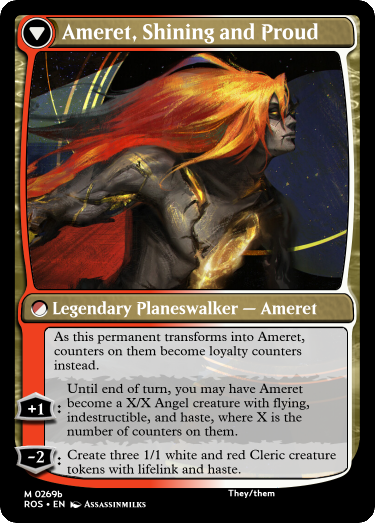 Ameret, Shining and Proud
Legendary Planeswalker — Ameret
As this permanent transforms into Ameret,
counters on them become loyalty counters
instead.
+1: Until end of turn, you may have Ameret
become a X/X Angel creature with flying,
indestructible, and haste, where X is the
number of counters on them.
−2: Create three 1/1 white and red Cleric creature
tokens with lifelink and haste.
M 0269b
ROS • EN Assassinmilks
They/them